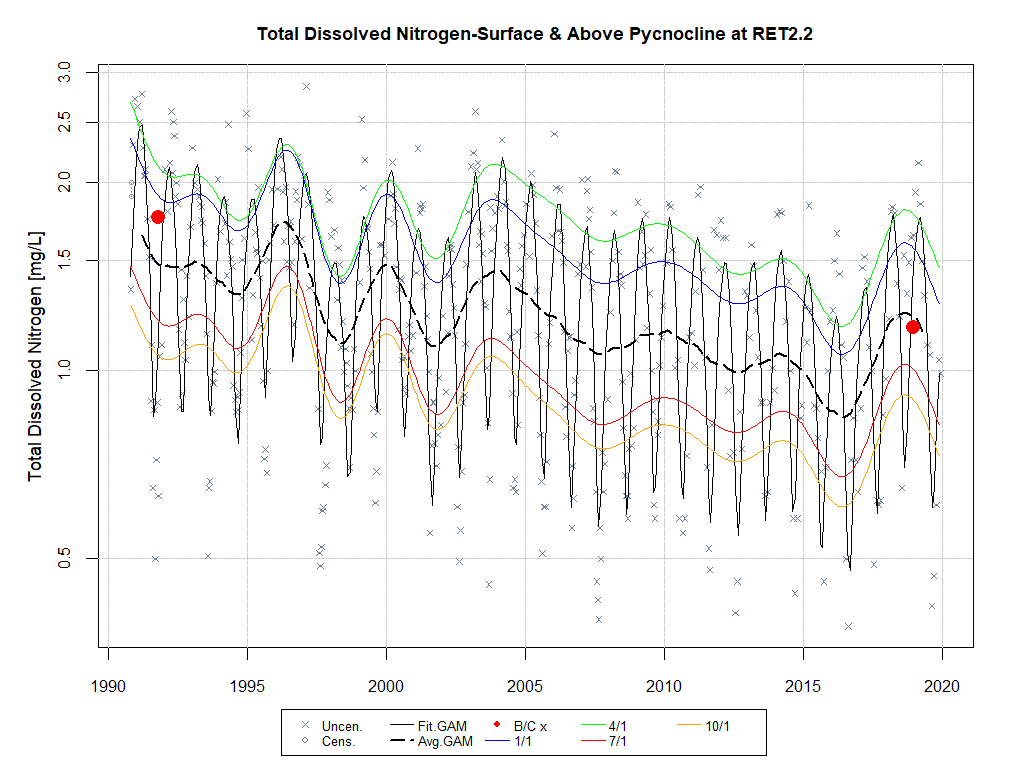 Total Dissolved Nitrogen-Surface & Above Pycnocline at RET2.2
Total Dissolved Nitrogen [mg/L]
3.0
2.5
2.0
1.5
1.0
0.5
1990 1995 2000 2005 2010 2015 2020
Uncen. Fit.GAM B/C x 4/1 10/1
Cens. Avg.GAM 1/1 7/1